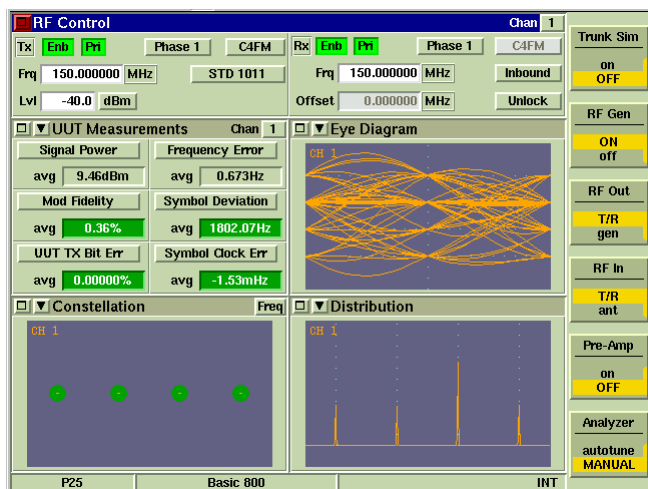 RF Control Chan 1
Tx Enb Pri Phase 1 C4FM
Frq 150.000000 MHz STD 1011
Lvl -40.0 dBm
Rx Enb Pri Phase 1 C4FM
Frq 150.000000 MHz Inbound
Offset 0.000000 MHz Unlock
UUT Measurements Chan 1
Signal Power Frequency Error
avg 9.46dBm avg 0.673Hz
Mod Fidelity Symbol Deviation
avg 0.36% avg 1802.07Hz
UUT TX Bit Err Symbol Clock Err
avg 0.00000% avg -1.53mHz
Eye Diagram
CH 1
Constellation Freq
CH 1
Distribution
CH 1
Trunk Sim
on
OFF
RF Gen
ON
off
RF Out
T/R
gen
RF In
T/R
ant
Pre-Amp
on
OFF
Analyzer
autotune
MANUAL
P25 Basic 800 INT